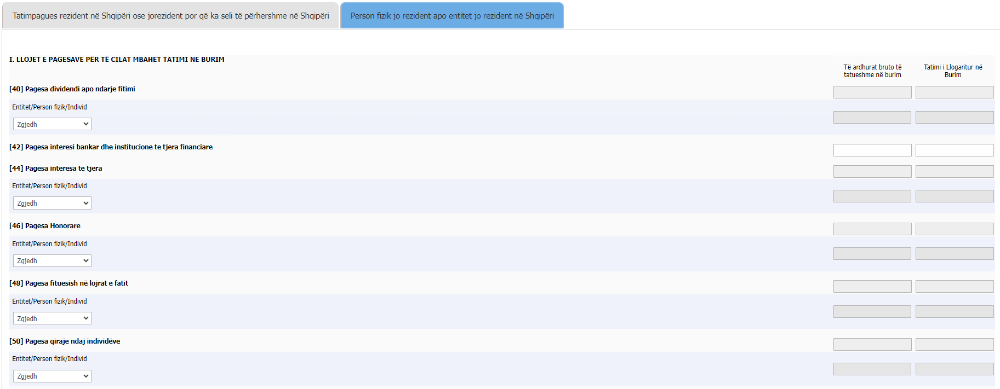 Tatimpagues rezident në Shqipëri ose jorezident por që ka seli të përhershme në Shqipëri
Person fizik jo rezident apo entitet jo rezident në Shqipëri
I. LLOJET E PAGESAVE PËR TË CILAT MBAHET TATIMI NE BURIM
Të ardhurat bruto të
tatueshme në burim
Tatimi i Llogaritur në
Burim
[40] Pagesa dividendi apo ndarje fitimi
Entitet/Person fizik/Individ
Zgjedh
[42] Pagesa interesi bankar dhe institucione te tjera financiare
[44] Pagesa interesa te tjera
Entitet/Person fizik/Individ
Zgjedh
[46] Pagesa Honorare
Entitet/Person fizik/Individ
Zgjedh
[48] Pagesa fituesish në lojrat e fatit
Entitet/Person fizik/Individ
Zgjedh
[50] Pagesa qiraje ndaj individëve
Entitet/Person fizik/Individ
Zgjedh